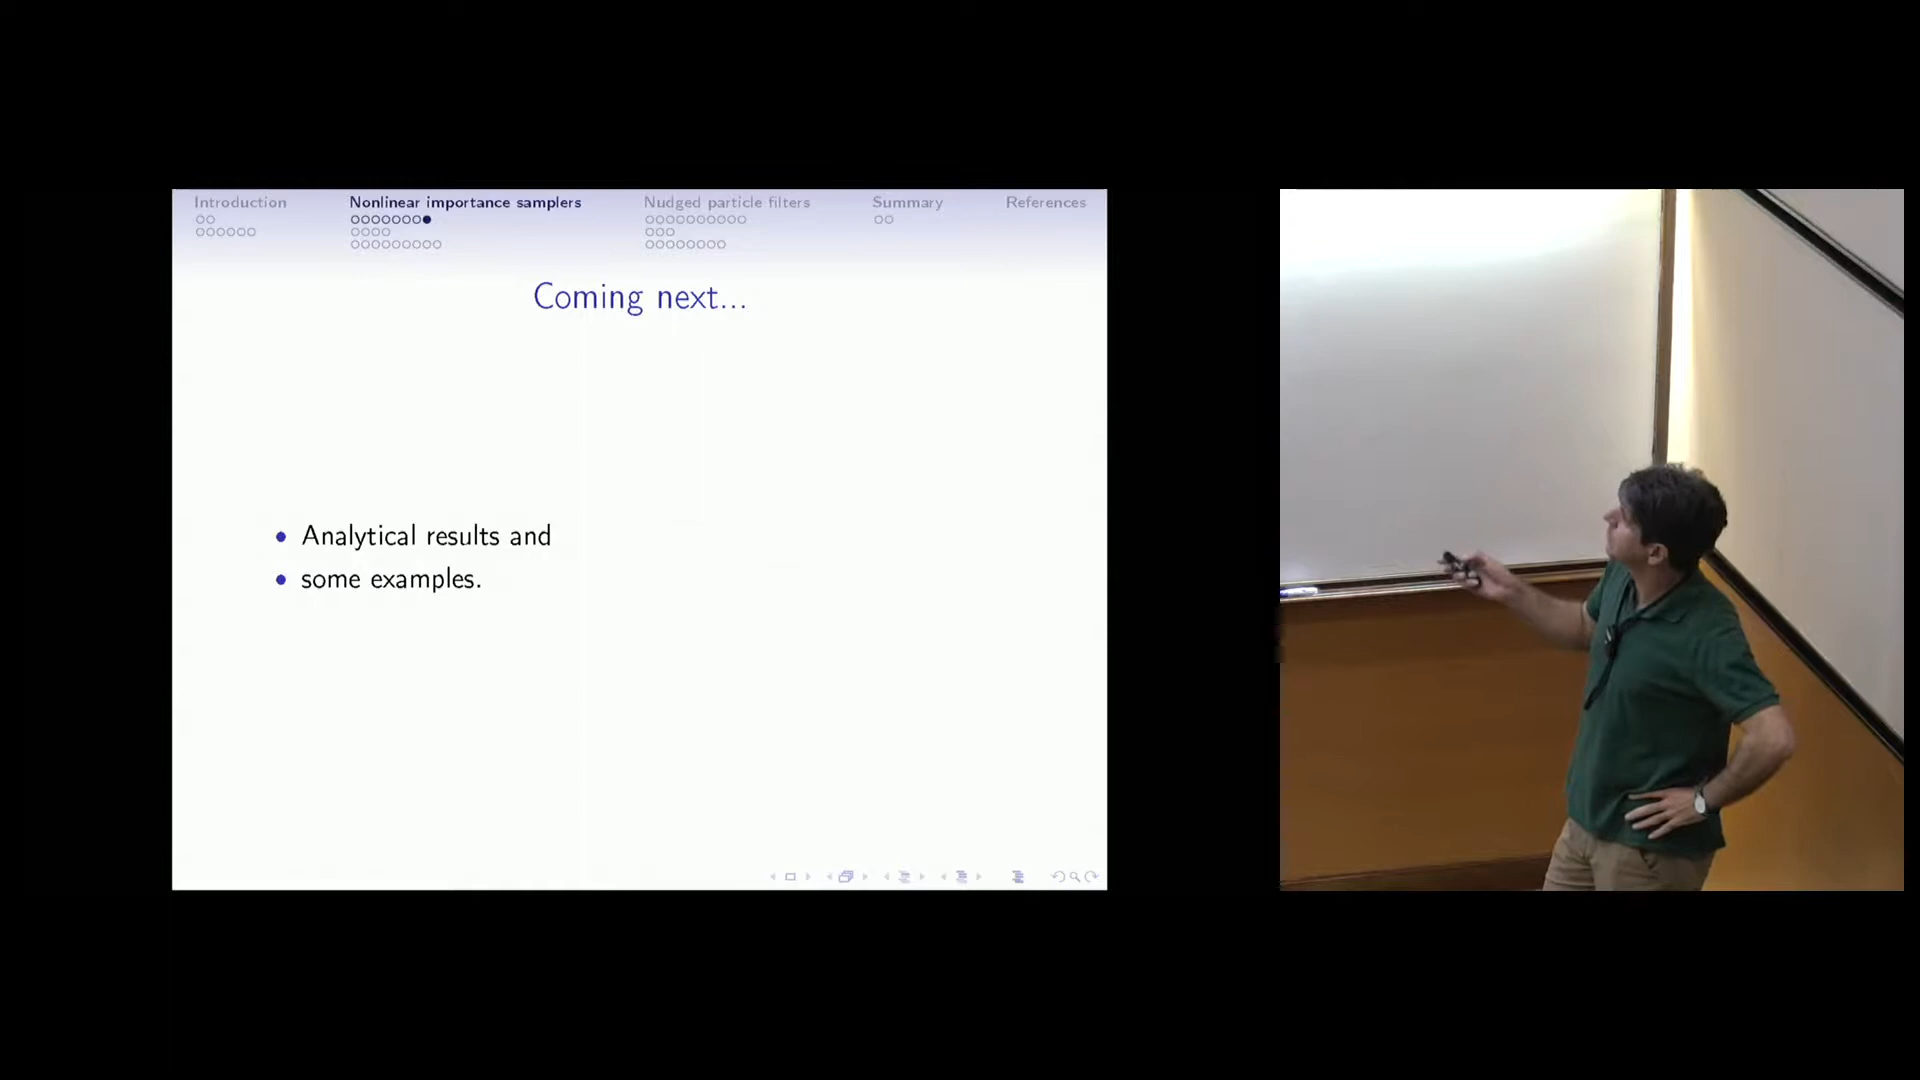 Introduction
Nonlinear importance samplers
Nudged particle filters
Summary
References
Coming next...
Analytical results and
some examples.